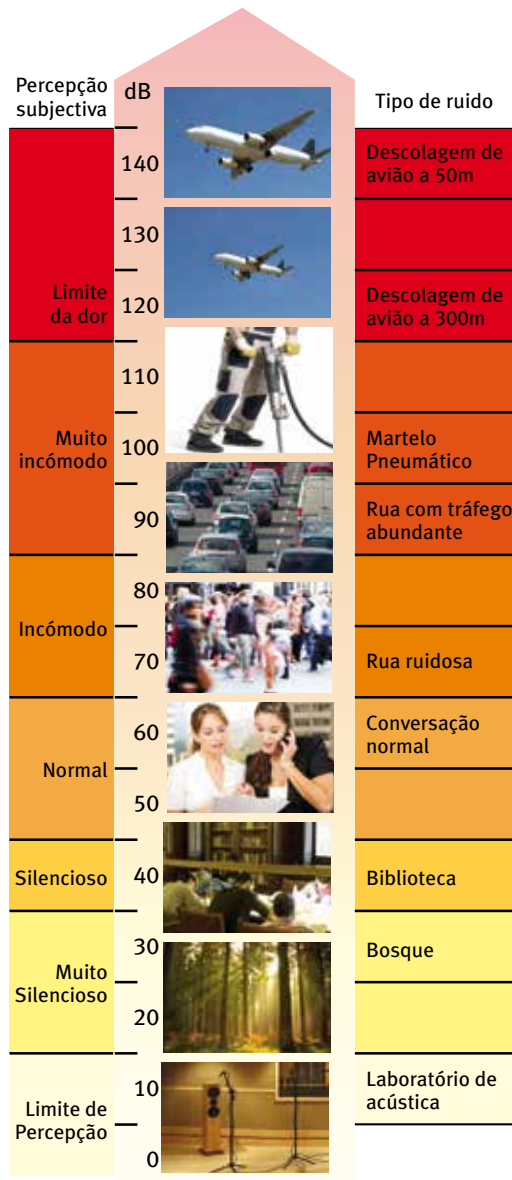 Percepção
subjectiva
dB
Tipo de ruido
140
Descolagem de
avião a 50m
130
Limite
da dor
120
Descolagem de
avião a 300m
110
Muito
incómodo
100
Martelo
Pneumático
90
Rua com tráfego
abundante
80
Incómodo
70
Rua ruidosa
60
Conversação
normal
Normal
50
Silencioso
40
Biblioteca
30
Bosque
Muito
Silencioso
20
10
Laboratório de
acústica
Limite de
Percepção
0